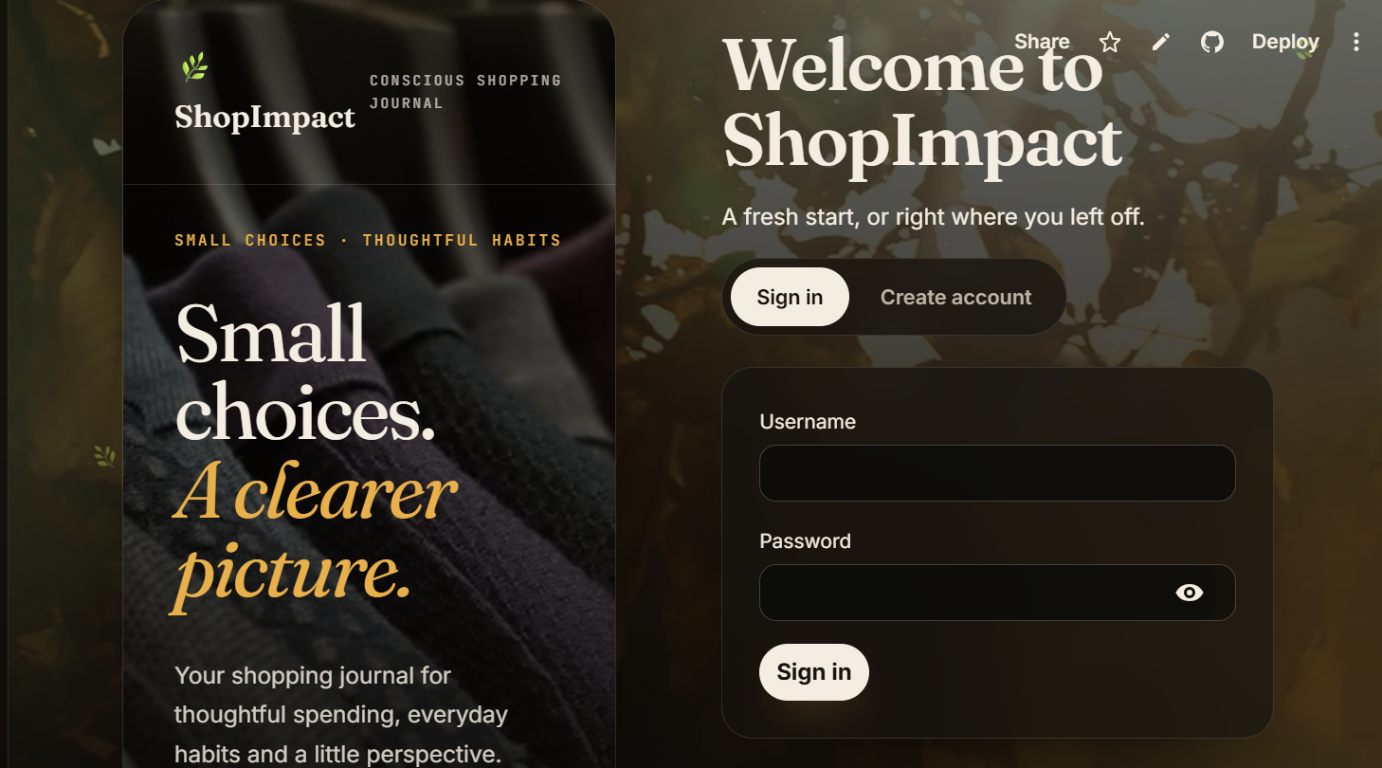 ShopImpact
CONSCIOUS SHOPPING
JOURNAL
SMALL CHOICES · THOUGHTFUL HABITS
Small
choices.
A clearer
picture.
Your shopping journal for
thoughtful spending, everyday
habits and a little perspective.
Share
Deploy
Welcome to
ShopImpact
A fresh start, or right where you left off.
Sign in
Create account
Username
Password
Sign in